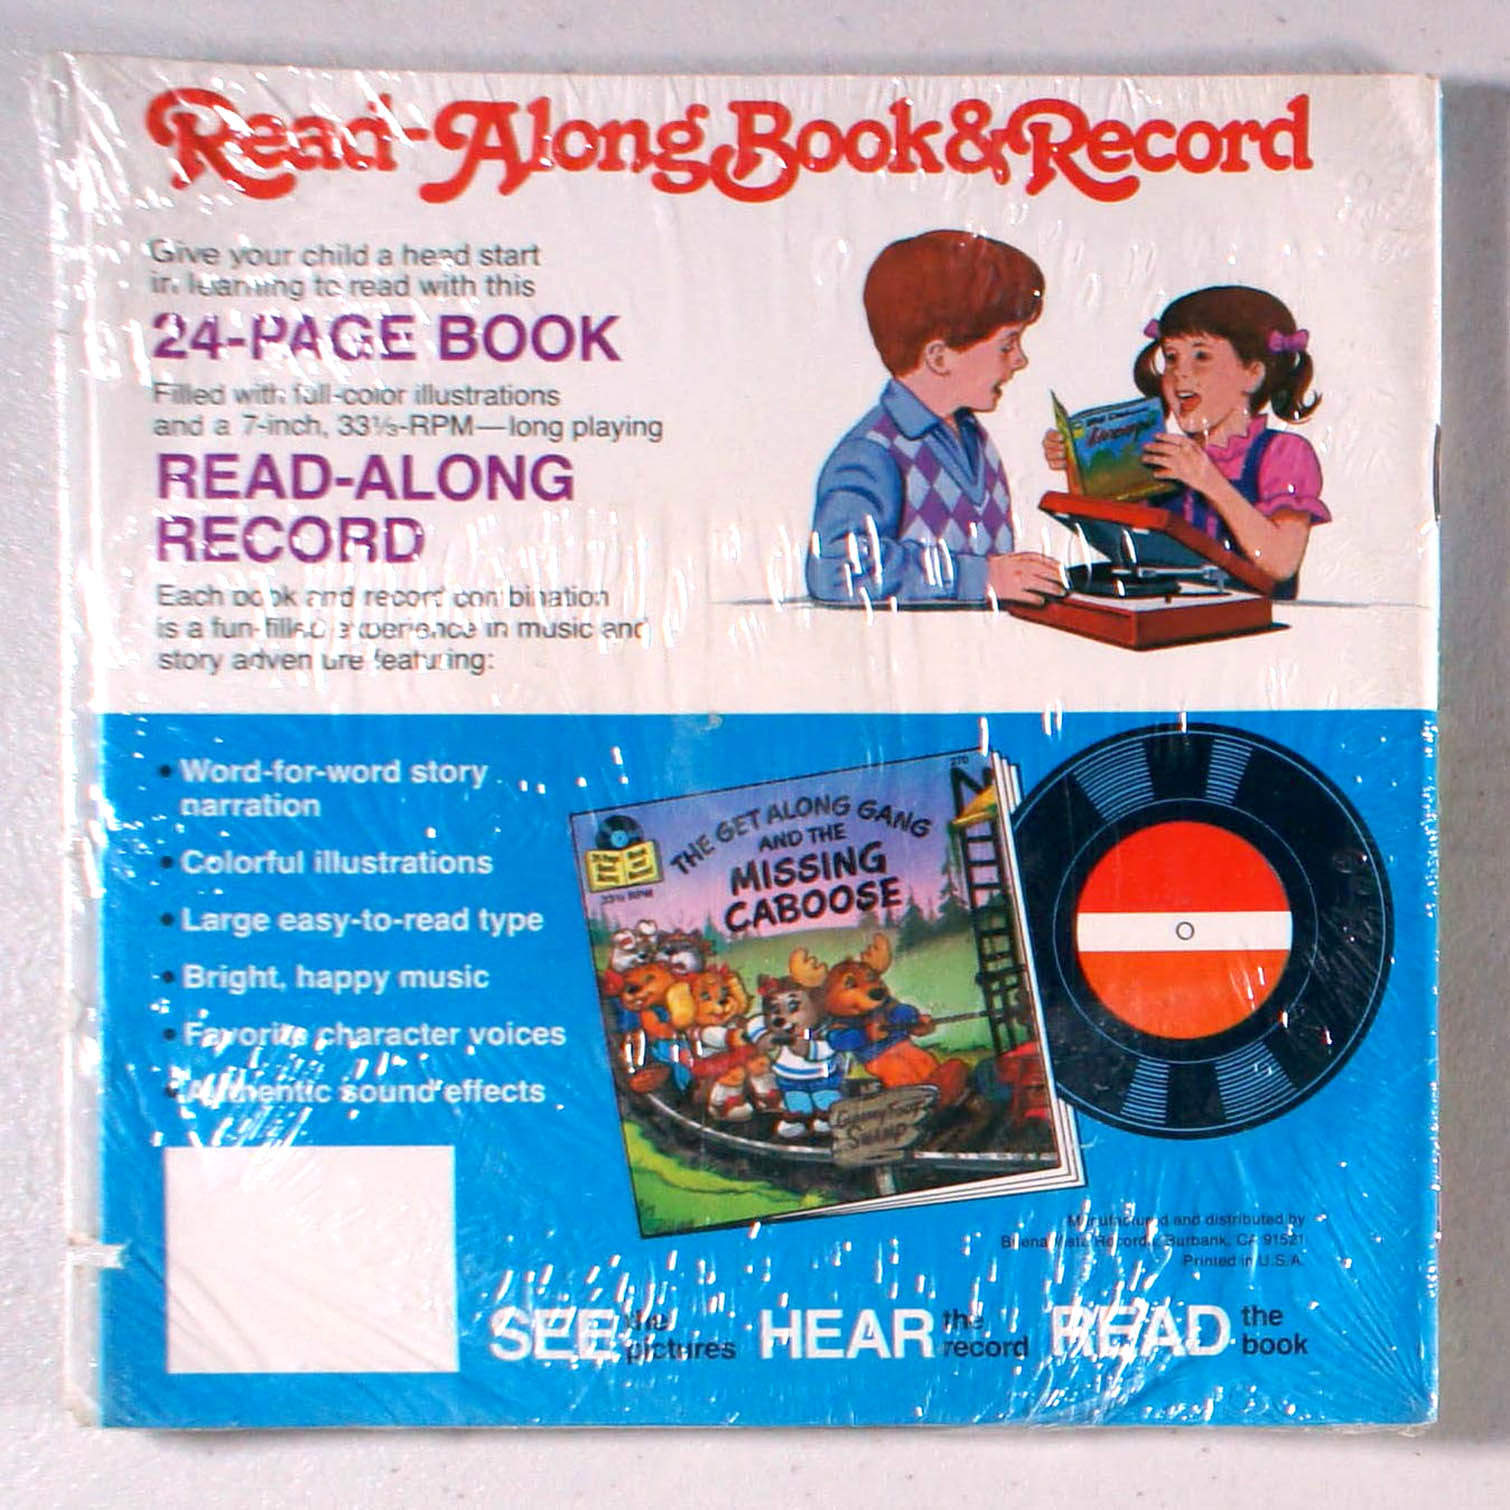 Read-Along Book & Record
Give your child a head start
in learning to read with this
24-PAGE BOOK
Filled with full-color illustrations
and a 7-inch, 33⅓-RPM—long playing
READ-ALONG
RECORD
Each book and record combination
is a fun-filled experience in music and
story adventure featuring:
• Word-for-word story
narration
• Colorful illustrations
• Large easy-to-read type
• Bright, happy music
• Favorite character voices
• Authentic sound effects
270
THE GET ALONG GANG
AND THE
MISSING
CABOOSE
33⅓ RPM
Swamp
Manufactured and distributed by
Buena Vista Records, Burbank, CA 91521
Printed in U.S.A.
SEE the pictures HEAR the record READ the book